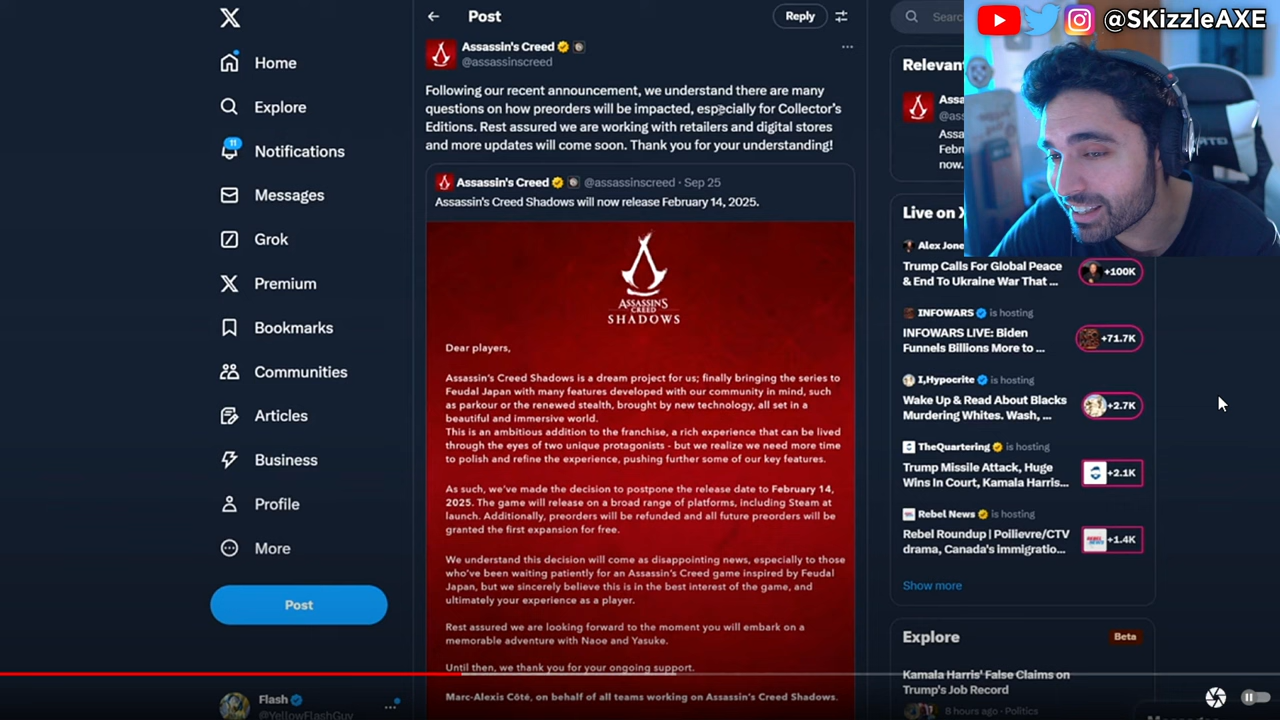 @SKizzleAXE
Post
Reply
Home
Explore
11
Notifications
Messages
Grok
Premium
Bookmarks
Communities
Articles
Business
Profile
More
Post
Flash
@YellowFlashGuy
Assassin's Creed
@assassinscreed
Following our recent announcement, we understand there are many
questions on how preorders will be impacted, especially for Collector's
Editions. Rest assured we are working with retailers and digital stores
and more updates will come soon. Thank you for your understanding!
Assassin's Creed @assassinscreed · Sep 25
Assassin's Creed Shadows will now release February 14, 2025.
ASSASSIN'S
CREED
SHADOWS
Dear players,
Assassin's Creed Shadows is a dream project for us; finally bringing the series to
Feudal Japan with many features developed with our community in mind, such
as parkour or the renewed stealth, brought by new technology, all set in a
beautiful and immersive world.
This is an ambitious addition to the franchise, a rich experience that can be lived
through the eyes of two unique protagonists - but we realize we need more time
to polish and refine the experience, pushing further some of our key features.
As such, we've made the decision to postpone the release date to February 14,
2025. The game will release on a broad range of platforms, including Steam at
launch. Additionally, preorders will be refunded and all future preorders will be
granted the first expansion for free.
We understand this decision will come as disappointing news, especially to those
who've been waiting patiently for an Assassin's Creed game inspired by Feudal
Japan, but we sincerely believe this is in the best interest of the game, and
ultimately your experience as a player.
Rest assured we are looking forward to the moment you will embark on a
memorable adventure with Naoe and Yasuke.
Until then, we thank you for your ongoing support.
Marc-Alexis Côté, on behalf of all teams working on Assassin's Creed Shadows.
Searc
Relevan
Assa
@as
Assa
Febr
now.
Live on X
Alex Jone
Trump Calls For Global Peace
& End To Ukraine War That ...
+100K
INFOWARS is hosting
INFOWARS LIVE: Biden
Funnels Billions More to ...
+71.7K
I,Hypocrite is hosting
Wake Up & Read About Blacks
Murdering Whites. Wash, ...
+2.7K
TheQuartering is hosting
Trump Missile Attack, Huge
Wins In Court, Kamala Harris...
+2.1K
Rebel News is hosting
Rebel Roundup | Poilievre/CTV
drama, Canada's immigratio...
+1.4K
Show more
Explore
Beta
Kamala Harris' False Claims on
Trump's Job Record
8 hours ago · Politics